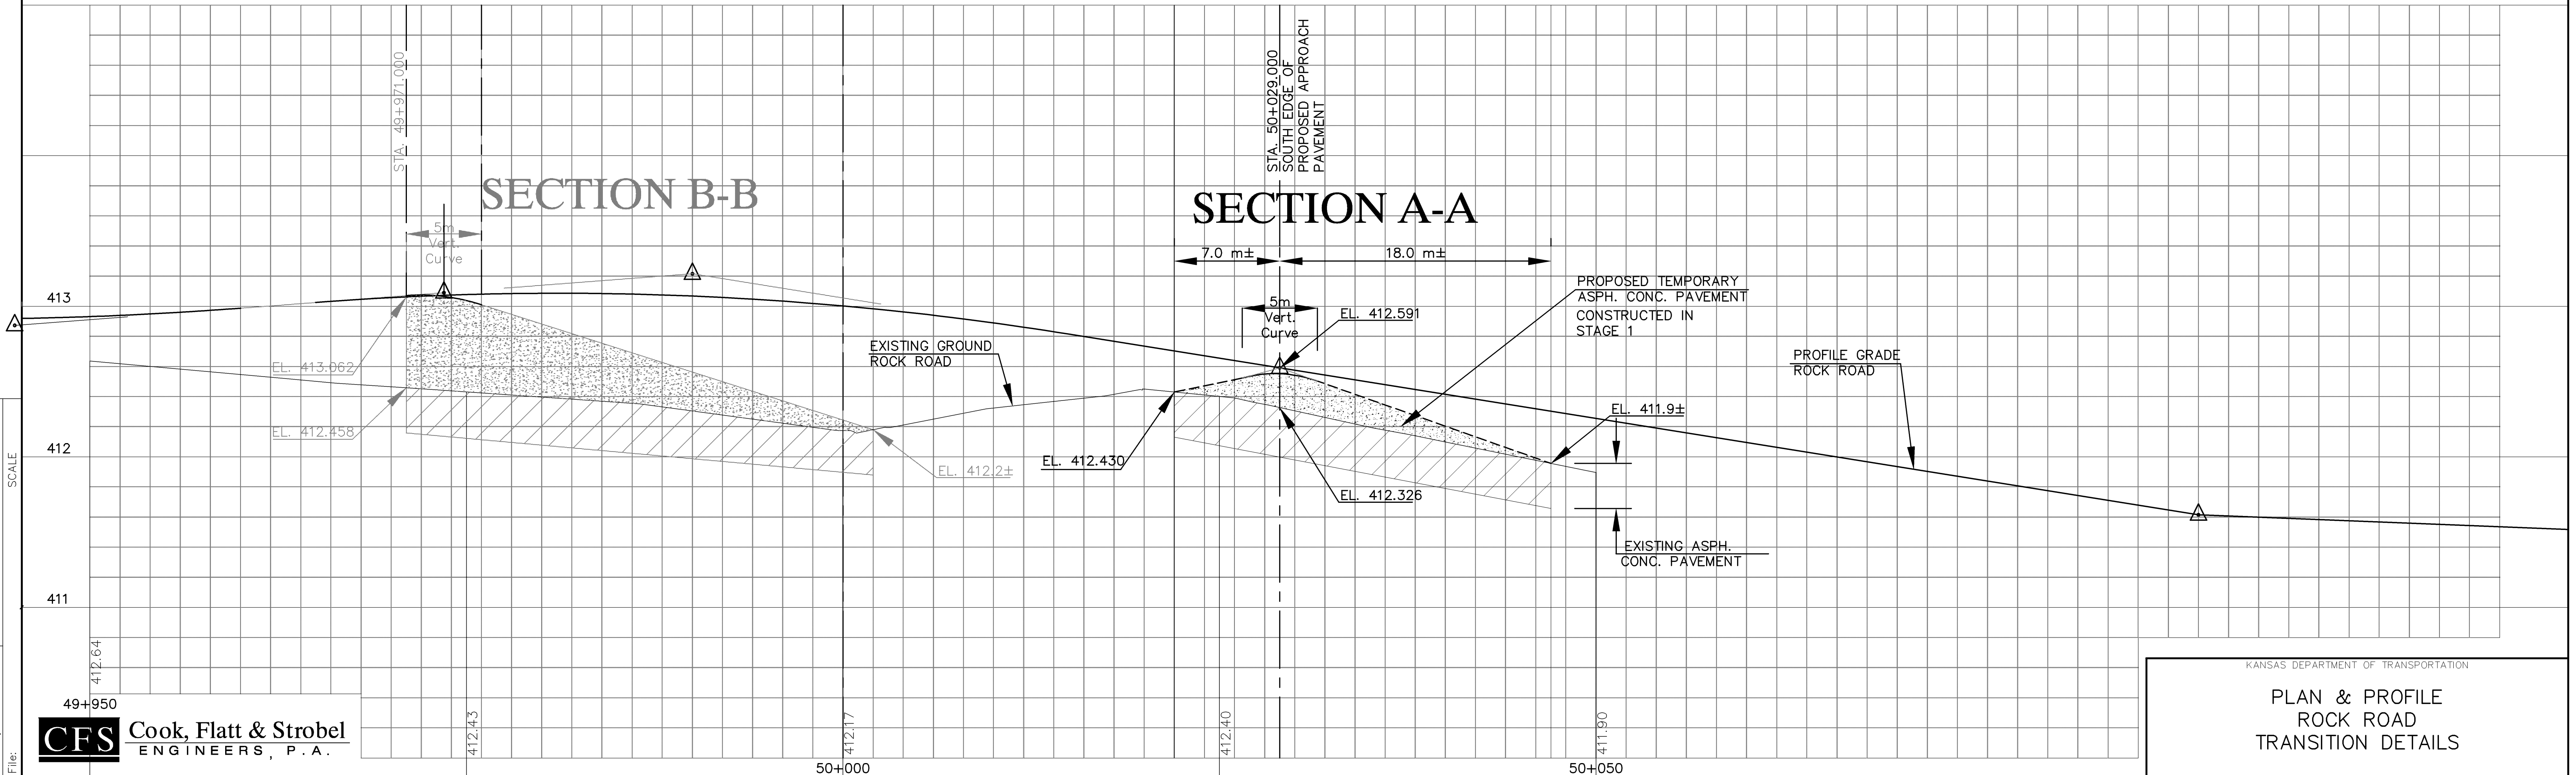 STA. 49+971.000
STA. 50+029.000
SOUTH EDGE OF
PROPOSED APPROACH
PAVEMENT
SECTION B-B
SECTION A-A
5m
Vert.
Curve
7.0 m±
18.0 m±
413
EL. 413.062
EXISTING GROUND
ROCK ROAD
5m
Vert.
Curve
EL. 412.591
PROPOSED TEMPORARY
ASPH. CONC. PAVEMENT
CONSTRUCTED IN
STAGE 1
PROFILE GRADE
ROCK ROAD
EL. 412.458
EL. 412.2±
412
EL. 412.430
EL. 412.326
EL. 411.9±
EXISTING ASPH.
CONC. PAVEMENT
SCALE
411
412.64
49+950
412.43
412.17
50+000
412.40
411.90
50+050
File:
CFS
Cook, Flatt & Strobel
ENGINEERS, P.A.
KANSAS DEPARTMENT OF TRANSPORTATION
PLAN & PROFILE
ROCK ROAD
TRANSITION DETAILS